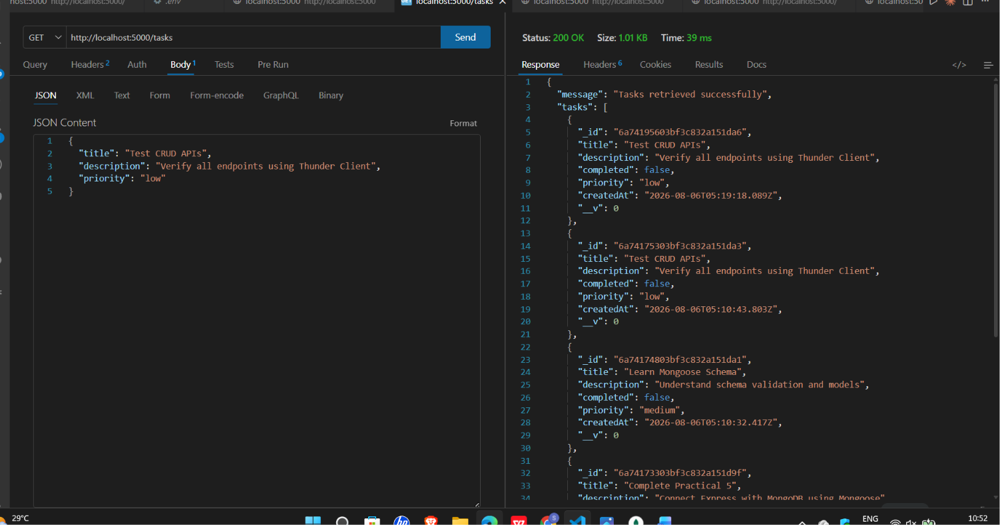 host:5000 http://localhost:5000/
.env
localhost:5000 http://localhost:5000
GET localhost:5000/tasks
localhost:5000 http://localhost:5000
localhost:5000 http://localhost:5000/
localhost:50
GET http://localhost:5000/tasks Send
Query Headers 2 Auth Body 1 Tests Pre Run
JSON XML Text Form Form-encode GraphQL Binary
JSON Content Format
1 {
2 "title": "Test CRUD APIs",
3 "description": "Verify all endpoints using Thunder Client",
4 "priority": "low"
5 }
Status: 200 OK Size: 1.01 KB Time: 39 ms
Response Headers 6 Cookies Results Docs </>
1 {
2 "message": "Tasks retrieved successfully",
3 "tasks": [
4 {
5 "_id": "6a74195603bf3c832a151da6",
6 "title": "Test CRUD APIs",
7 "description": "Verify all endpoints using Thunder Client",
8 "completed": false,
9 "priority": "low",
10 "createdAt": "2026-08-06T05:19:18.089Z",
11 "__v": 0
12 },
13 {
14 "_id": "6a74175303bf3c832a151da3",
15 "title": "Test CRUD APIs",
16 "description": "Verify all endpoints using Thunder Client",
17 "completed": false,
18 "priority": "low",
19 "createdAt": "2026-08-06T05:10:43.803Z",
20 "__v": 0
21 },
22 {
23 "_id": "6a74174803bf3c832a151da1",
24 "title": "Learn Mongoose Schema",
25 "description": "Understand schema validation and models",
26 "completed": false,
27 "priority": "medium",
28 "createdAt": "2026-08-06T05:10:32.417Z",
29 "__v": 0
30 },
31 {
32 "_id": "6a74173303bf3c832a151d9f",
33 "title": "Complete Practical 5",
34 "description": "Connect Express with MongoDB using Mongoose"
29°C
hp
S
ENG
10:52